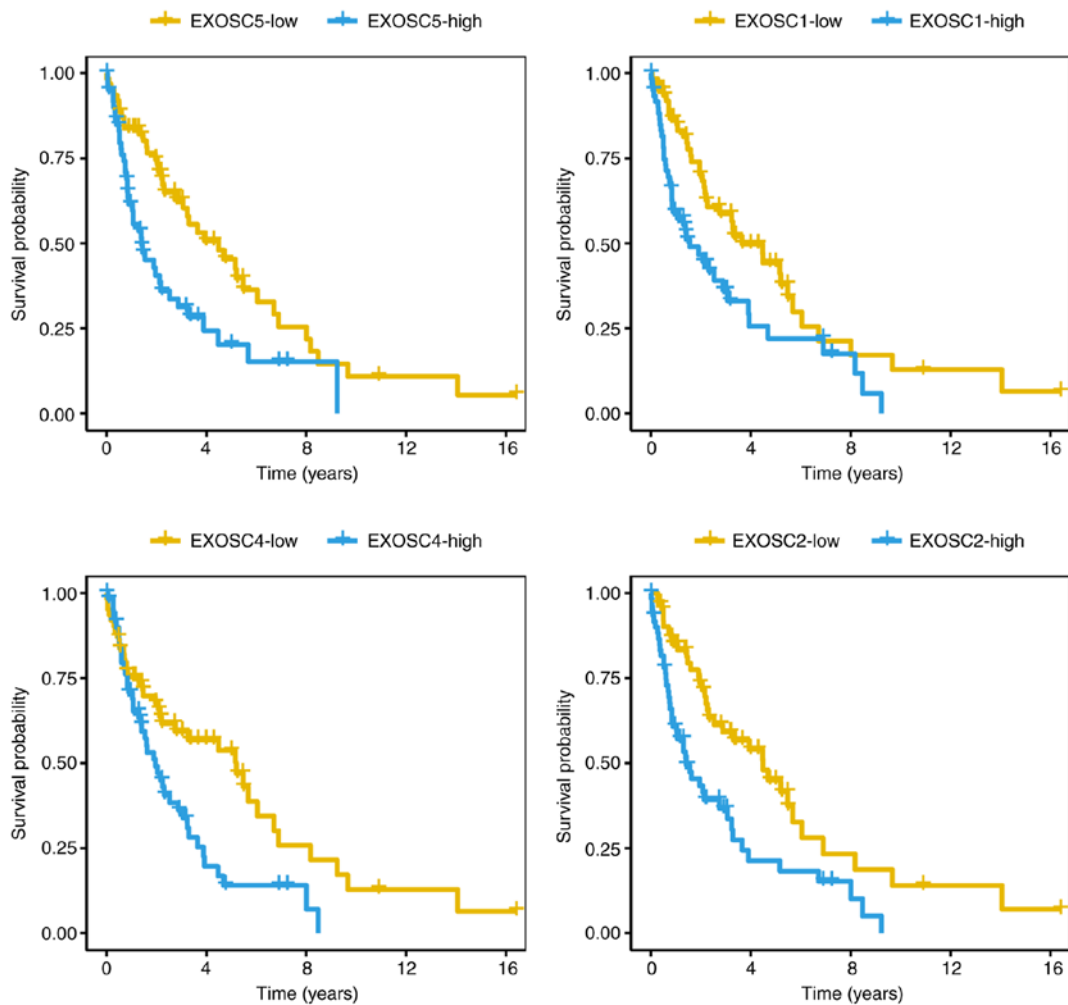 EXOSC5-low EXOSC5-high
1.00
0.75
0.50
0.25
0.00
Survival probability
0 4 8 12 16
Time (years)
EXOSC1-low EXOSC1-high
1.00
0.75
0.50
0.25
0.00
Survival probability
0 4 8 12 16
Time (years)
EXOSC4-low EXOSC4-high
1.00
0.75
0.50
0.25
0.00
Survival probability
0 4 8 12 16
Time (years)
EXOSC2-low EXOSC2-high
1.00
0.75
0.50
0.25
0.00
Survival probability
0 4 8 12 16
Time (years)